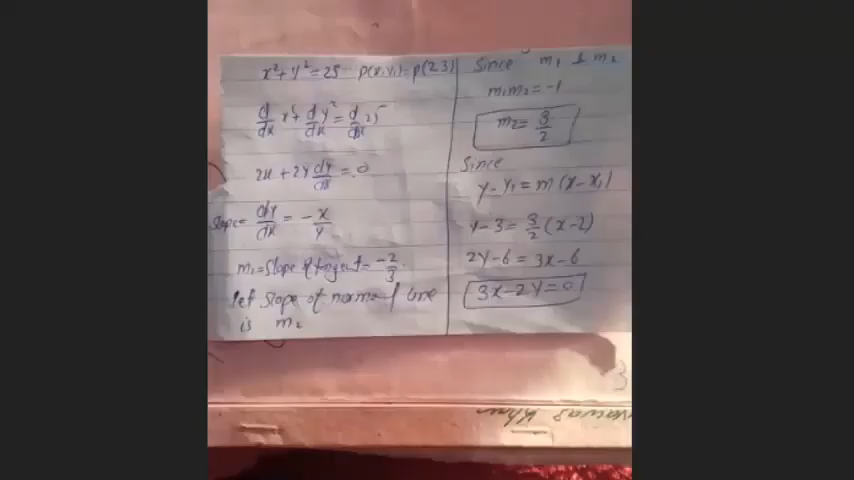 x² + y² = 25 P(x,y,) = P(2,3)
d/dx x² + d/dx y² = d/dx 25
2x + 2y dy/dx = 0
Slope = dy/dx = - x/y
m₁ = Slope of tangent = -2/3
let Slope of normal line
is m₂
Since m₁ ⊥ m₂
m₁m₂ = -1
m₂ = 3/2
Since
y - y₁ = m (x - x₁)
y - 3 = 3/2 (x - 2)
2y - 6 = 3x - 6
3x - 2y = 0
3
Khan